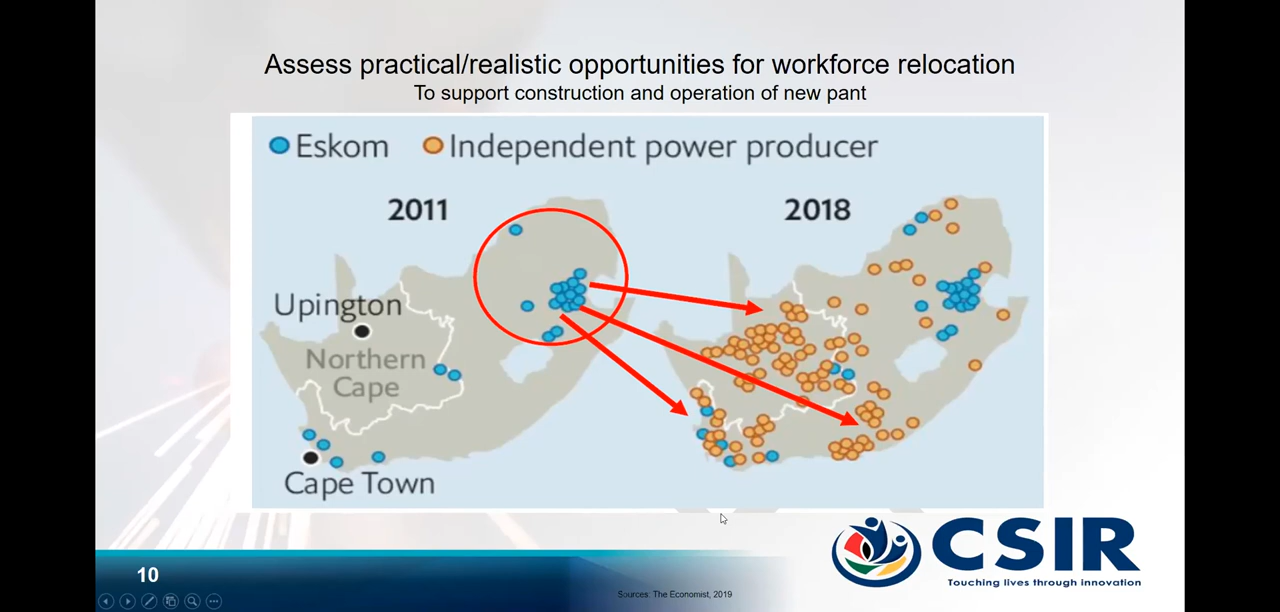 Assess practical/realistic opportunities for workforce relocation
To support construction and operation of new pant
Eskom
Independent power producer
2011
2018
Upington
Northern
Cape
Cape Town
CSIR
Touching lives through innovation
10
Sources: The Economist, 2019